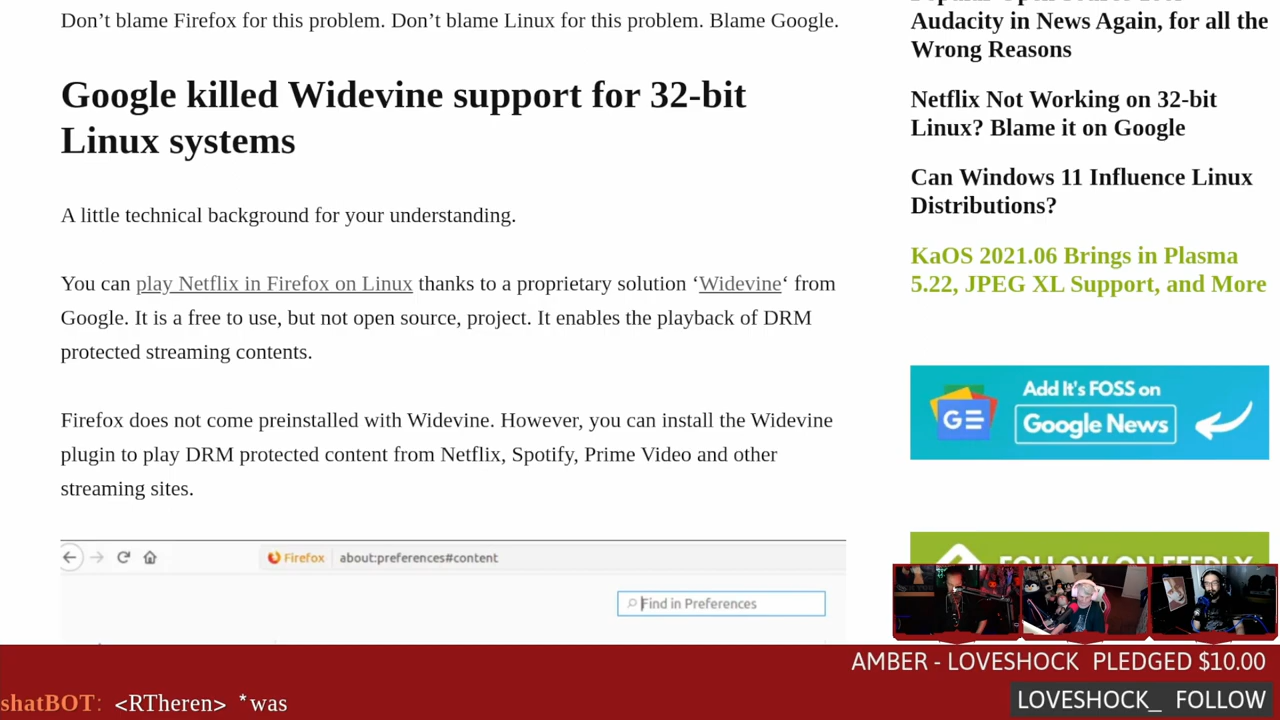 Don’t blame Firefox for this problem. Don’t blame Linux for this problem. Blame Google.
Google killed Widevine support for 32-bit
Linux systems
A little technical background for your understanding.
You can play Netflix in Firefox on Linux thanks to a proprietary solution ‘Widevine‘ from
Google. It is a free to use, but not open source, project. It enables the playback of DRM
protected streaming contents.
Firefox does not come preinstalled with Widevine. However, you can install the Widevine
plugin to play DRM protected content from Netflix, Spotify, Prime Video and other
streaming sites.
Firefox about:preferences#content
Find in Preferences
Audacity in News Again, for all the
Wrong Reasons
Netflix Not Working on 32-bit
Linux? Blame it on Google
Can Windows 11 Influence Linux
Distributions?
KaOS 2021.06 Brings in Plasma
5.22, JPEG XL Support, and More
Add It's FOSS on
GE Google News
FOLLOW ON FEEDLY
AMBER - LOVESHOCK PLEDGED $10.00
shatBOT: <RTheren> *was
LOVESHOCK_ FOLLOW